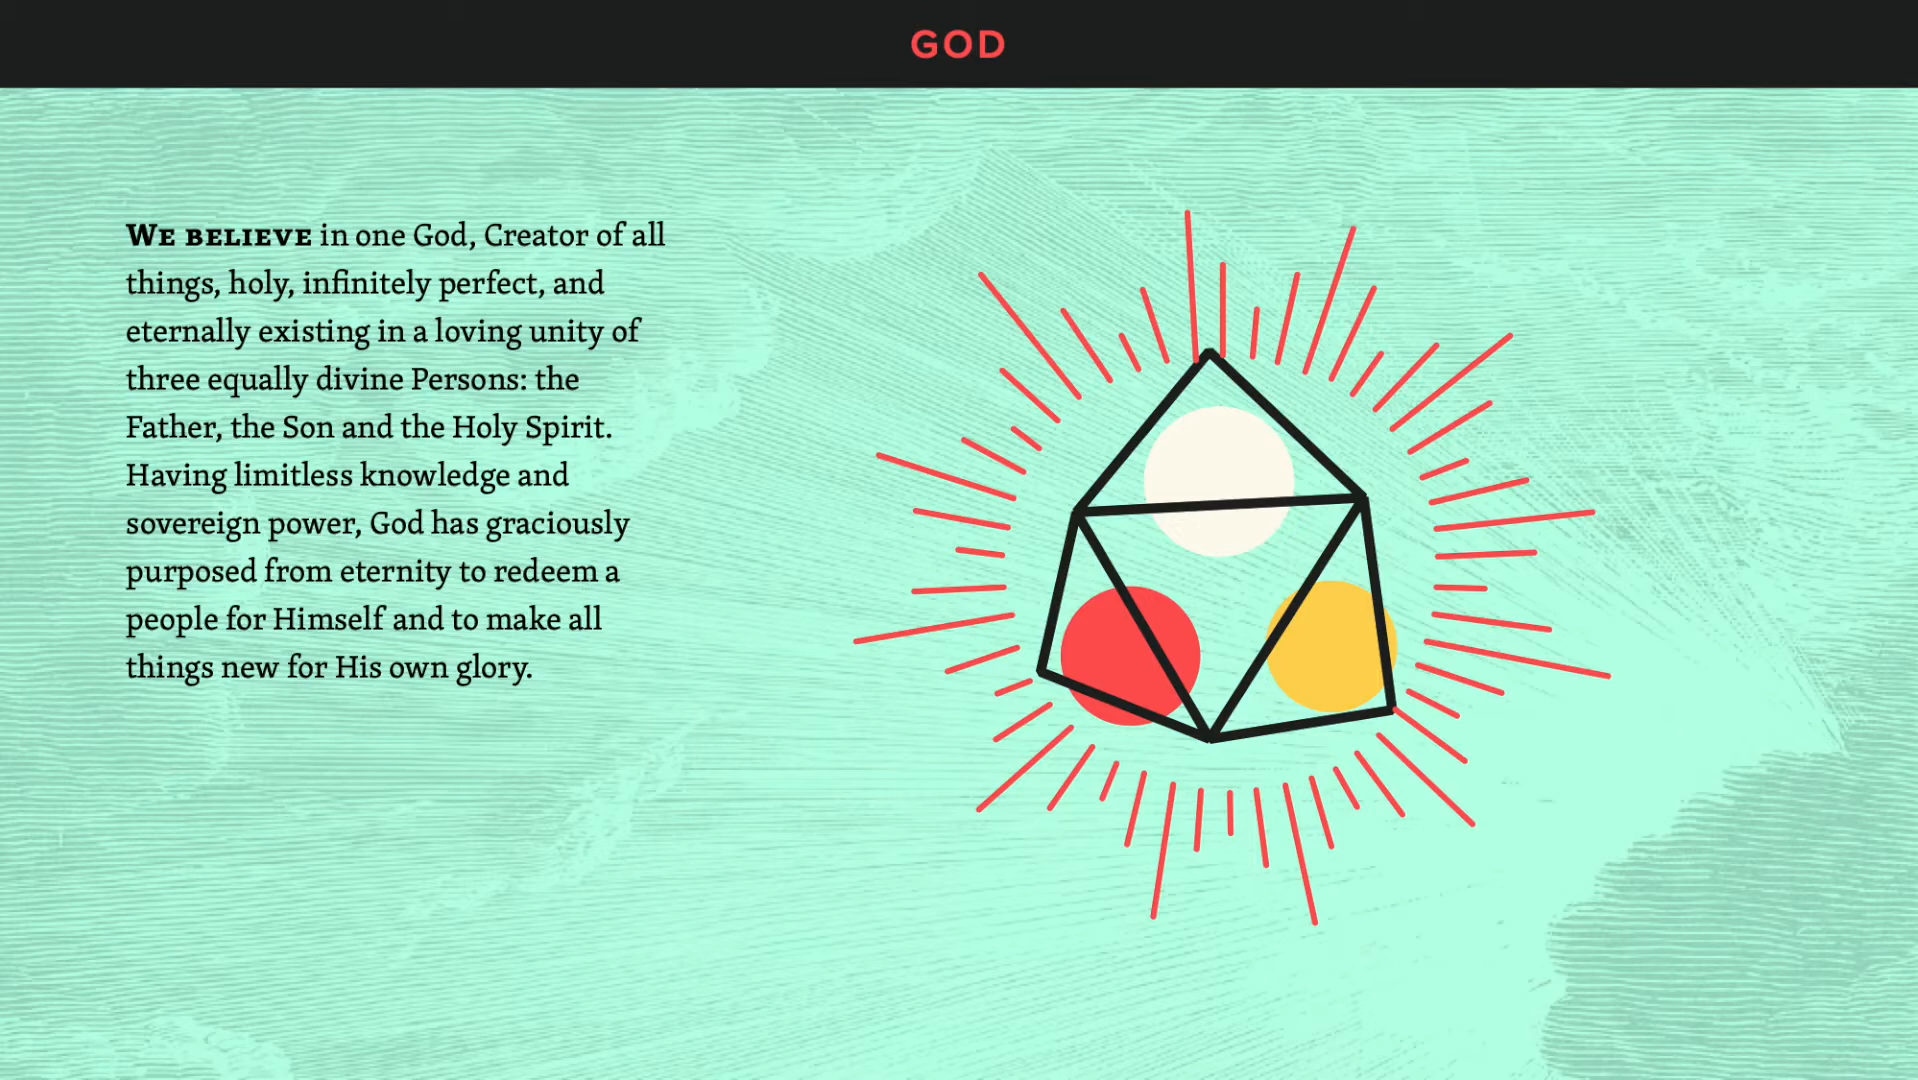 GOD
WE BELIEVE in one God, Creator of all
things, holy, infinitely perfect, and
eternally existing in a loving unity of
three equally divine Persons: the
Father, the Son and the Holy Spirit.
Having limitless knowledge and
sovereign power, God has graciously
purposed from eternity to redeem a
people for Himself and to make all
things new for His own glory.